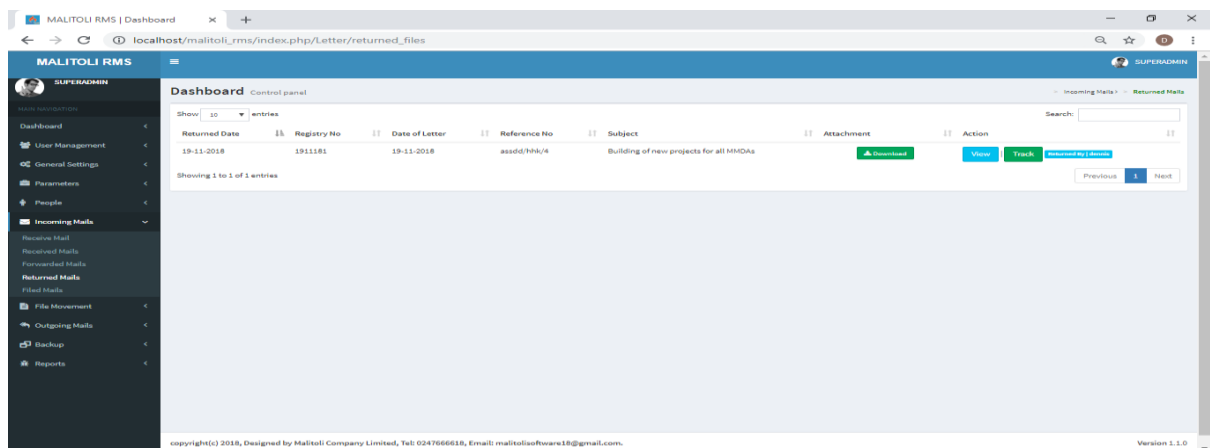 MALITOLI RMS | Dashboard
localhost/malitoli_rms/index.php/Letter/returned_files
D
MALITOLI RMS
SUPERADMIN
SUPERADMIN
MAIN NAVIGATION
Dashboard
User Management
General Settings
Parameters
People
Incoming Mails
Receive Mail
Received Mails
Forwarded Mails
Returned Mails
Filed Mails
File Movement
Outgoing Mails
Backup
Reports
Dashboard Control panel
Incoming Mails > Returned Mails
Show 10 entries
Search:
Returned Date Registry No Date of Letter Reference No Subject Attachment Action
19-11-2018 1911181 19-11-2018 assdd/hhk/4 Building of new projects for all MMDAs Download View | Track Returned By | dennis
Showing 1 to 1 of 1 entries
Previous 1 Next
copyright(c) 2018, Designed by Malitoli Company Limited, Tel: 0247666618, Email: malitolisoftware18@gmail.com.
Version 1.1.0